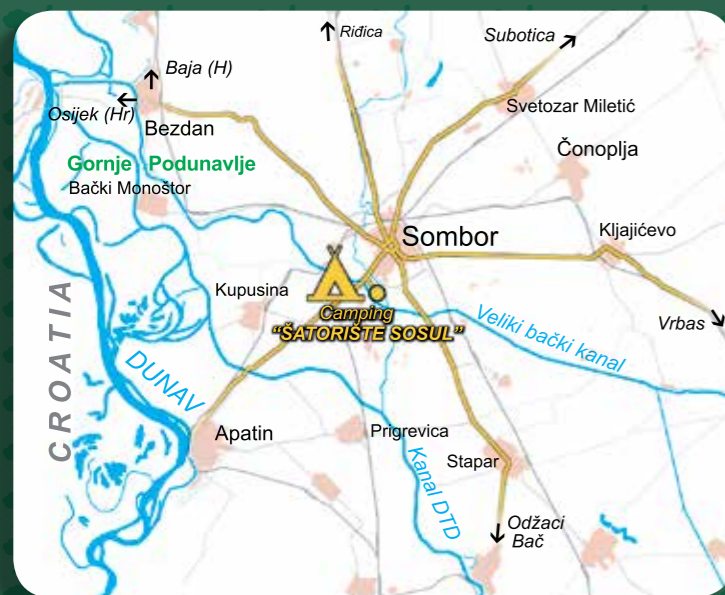 Riđica
Subotica
Baja (H)
Osijek (Hr)
Svetozar Miletić
Bezdan
Čonoplja
Gornje Podunavlje
Bački Monoštor
Sombor
Kljajićevo
CROATIA
Kupusina
Camping
“ŠATORIŠTE SOSUL”
Veliki bački kanal
Vrbas
DUNAV
Apatin
Prigrevica
Stapar
Kanal DTD
Odžaci
Bač